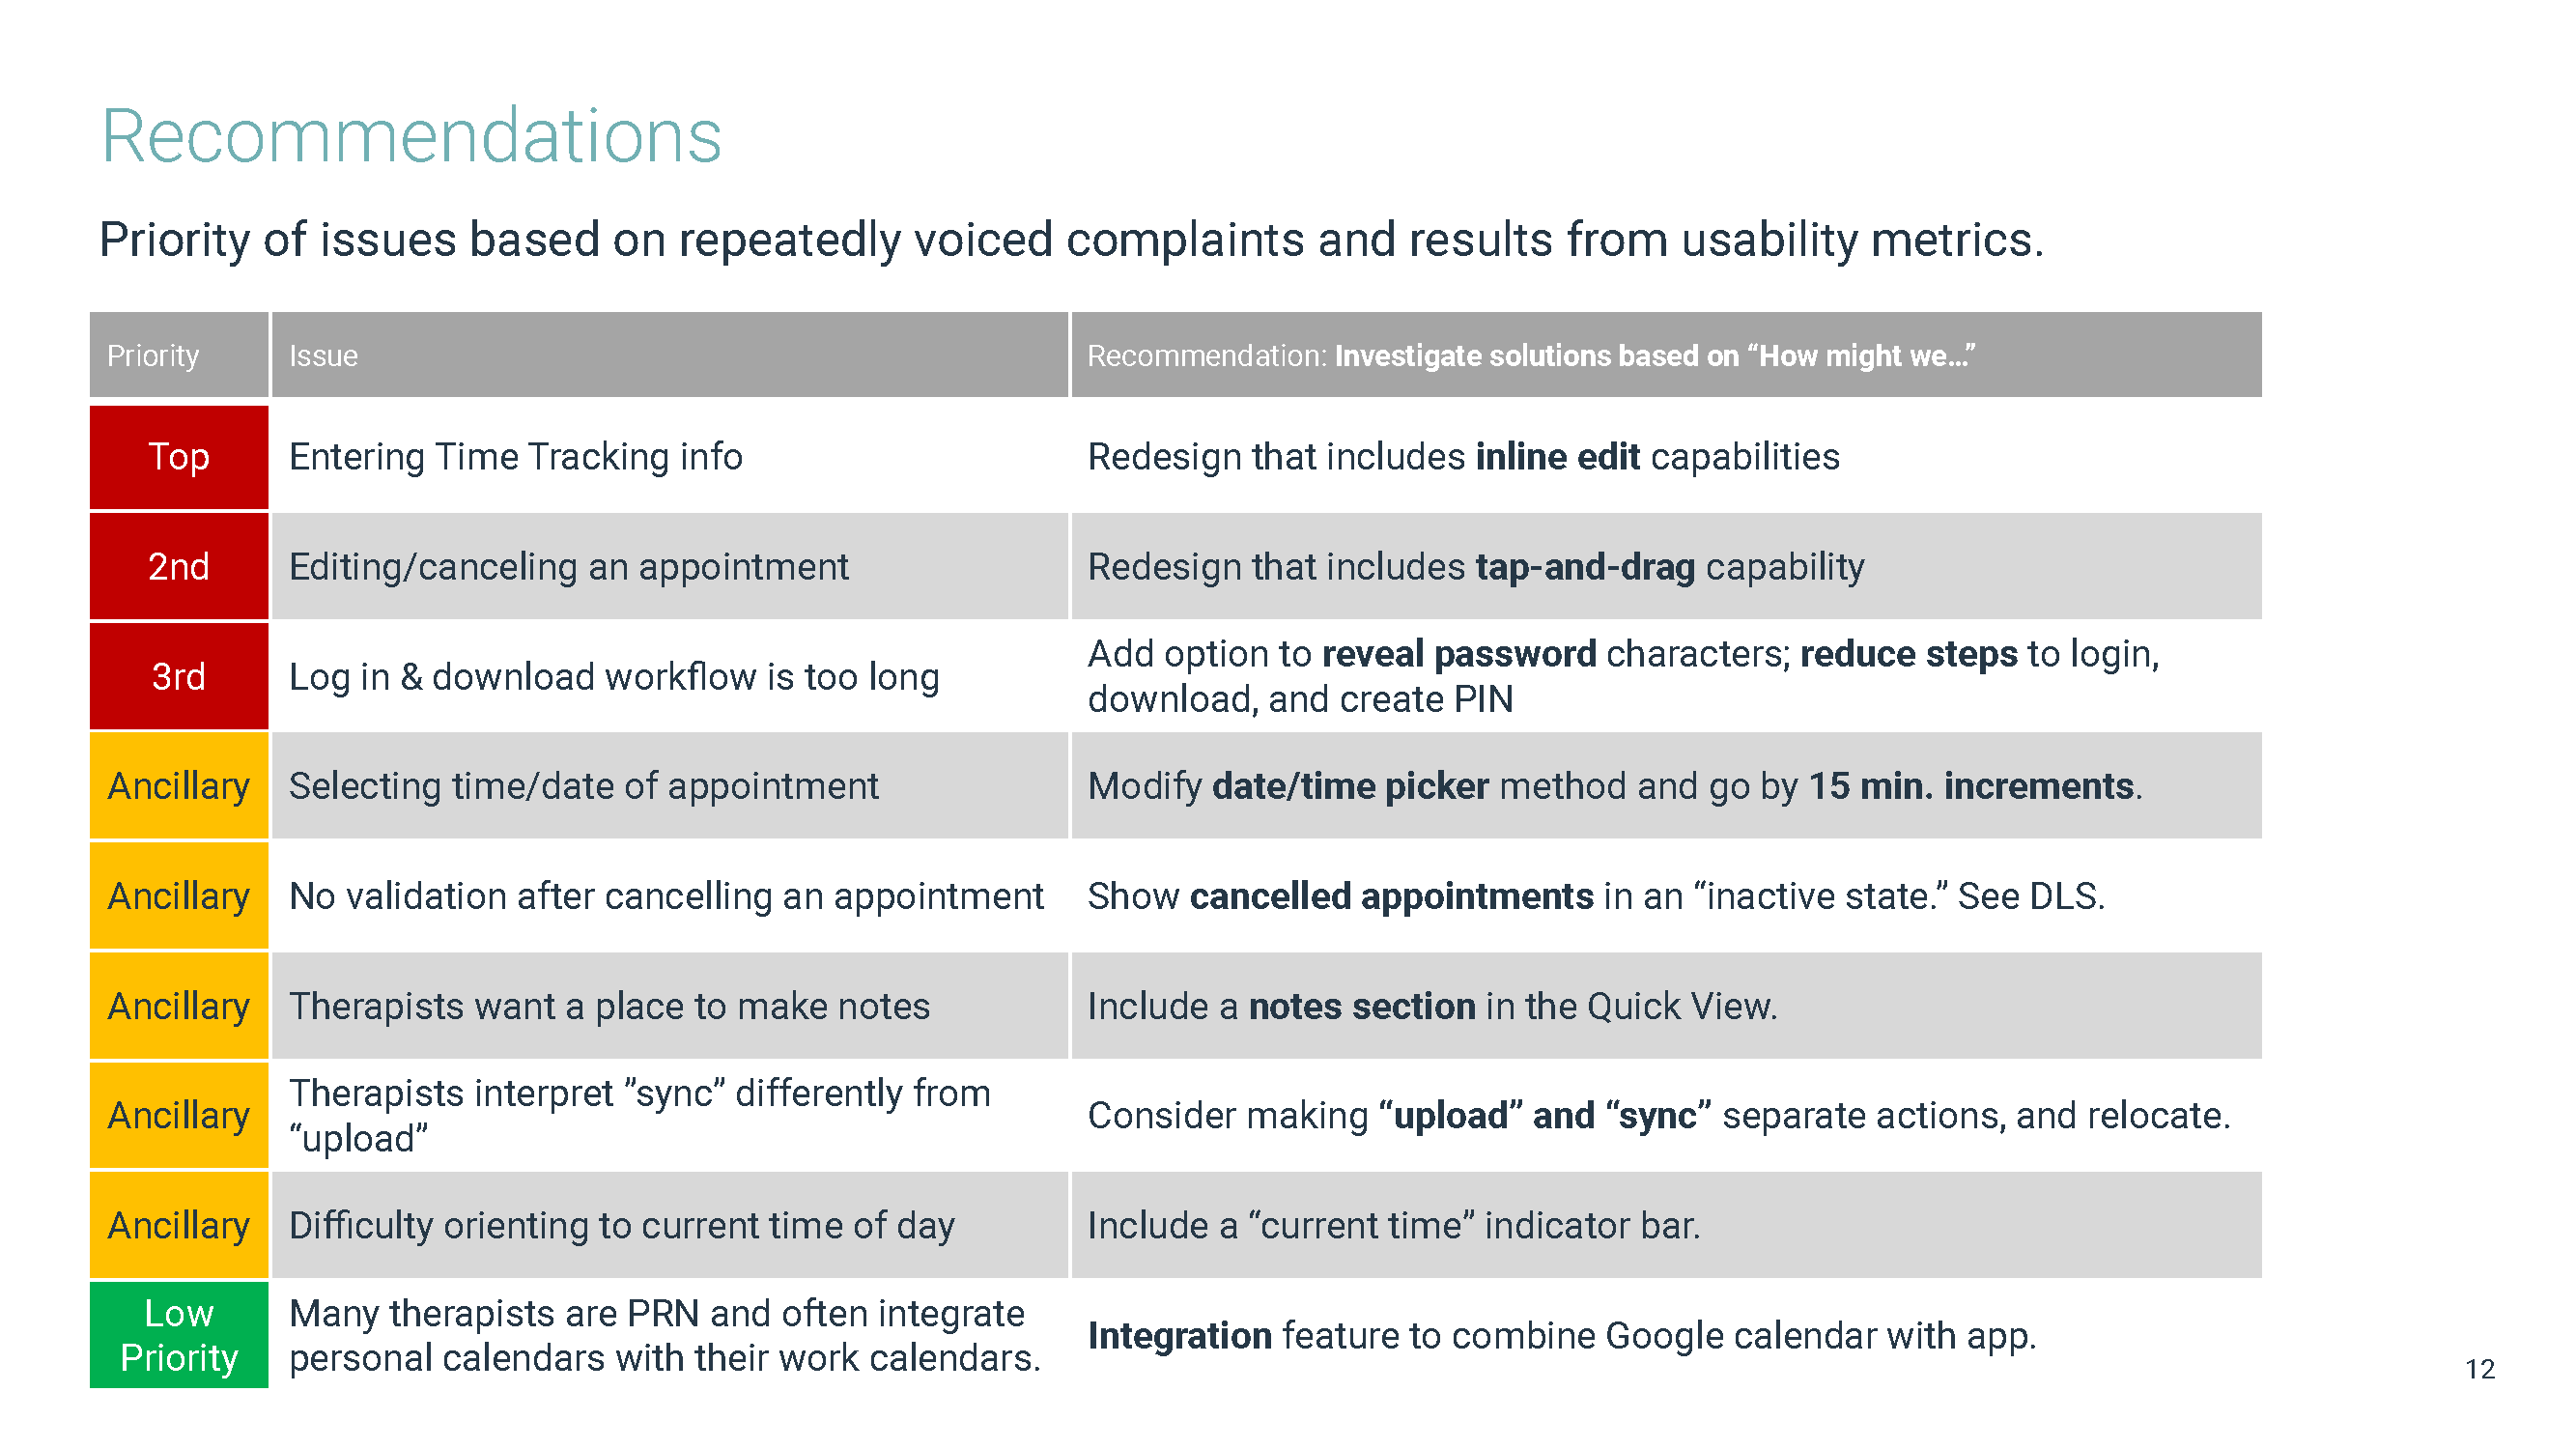 Recommendations
Priority of issues based on repeatedly voiced complaints and results from usability metrics.
Priority Issue Recommendation: Investigate solutions based on “How might we…”
Top Entering Time Tracking info Redesign that includes inline edit capabilities
2nd Editing/canceling an appointment Redesign that includes tap-and-drag capability
3rd Log in & download workflow is too long Add option to reveal password characters; reduce steps to login,
download, and create PIN
Ancillary Selecting time/date of appointment Modify date/time picker method and go by 15 min. increments.
Ancillary No validation after cancelling an appointment Show cancelled appointments in an “inactive state.” See DLS.
Ancillary Therapists want a place to make notes Include a notes section in the Quick View.
Ancillary Therapists interpret ”sync” differently from
“upload” Consider making “upload” and “sync” separate actions, and relocate.
Ancillary Difficulty orienting to current time of day Include a “current time” indicator bar.
Low
Priority Many therapists are PRN and often integrate
personal calendars with their work calendars. Integration feature to combine Google calendar with app.
12